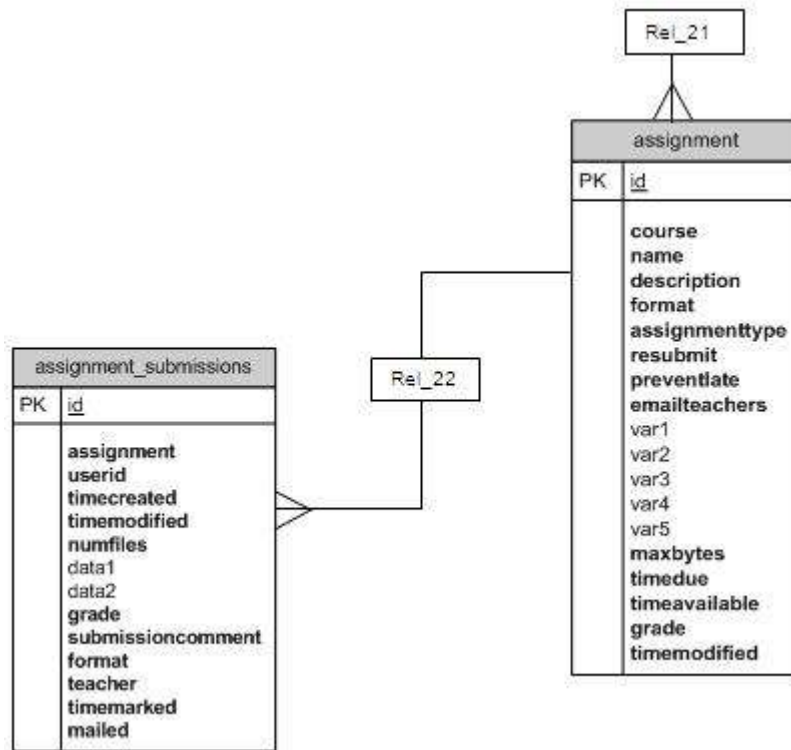 Rel_21
assignment
PK id
course
name
description
format
assignmenttype
resubmit
preventlate
emailteachers
var1
var2
var3
var4
var5
maxbytes
timedue
timeavailable
grade
timemodified
Rel_22
assignment_submissions
PK id
assignment
userid
timecreated
timemodified
numfiles
data1
data2
grade
submissioncomment
format
teacher
timemarked
mailed